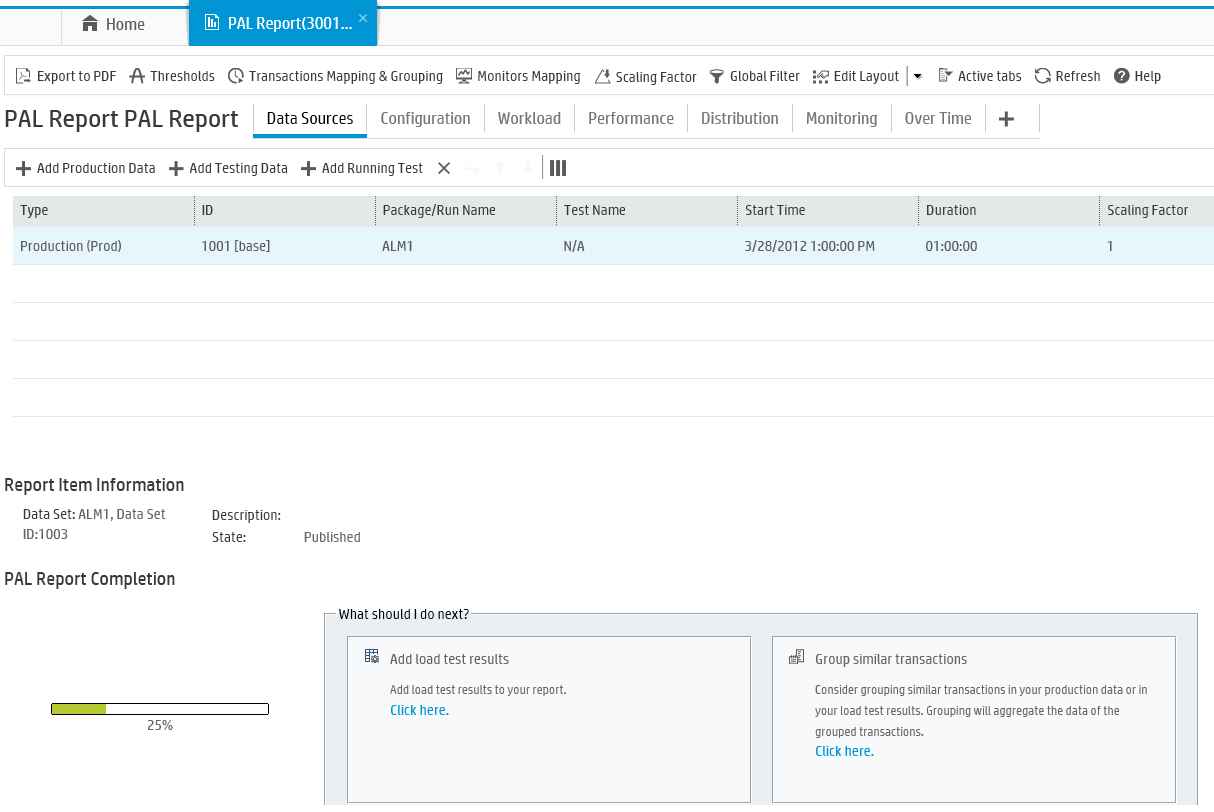 Home
PAL Report(3001...
Export to PDF Thresholds Transactions Mapping & Grouping Monitors Mapping Scaling Factor Global Filter Edit Layout Active tabs Refresh Help
PAL Report PAL Report Data Sources Configuration Workload Performance Distribution Monitoring Over Time
Add Production Data Add Testing Data Add Running Test
Type ID Package/Run Name Test Name Start Time Duration Scaling Factor
Production (Prod) 1001 [base] ALM1 N/A 3/28/2012 1:00:00 PM 01:00:00 1
Report Item Information
Data Set: ALM1, Data Set
ID:1003
Description:
State: Published
PAL Report Completion
25%
What should I do next?
Add load test results
Add load test results to your report.
Click here.
Group similar transactions
Consider grouping similar transactions in your production data or in
your load test results. Grouping will aggregate the data of the
grouped transactions.
Click here.